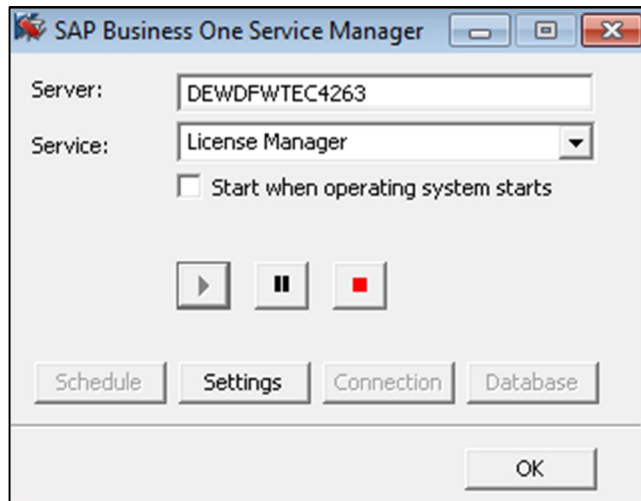 SAP Business One Service Manager
Server: DEWDFWTEC4263
Service: License Manager
Start when operating system starts
Schedule Settings Connection Database
OK